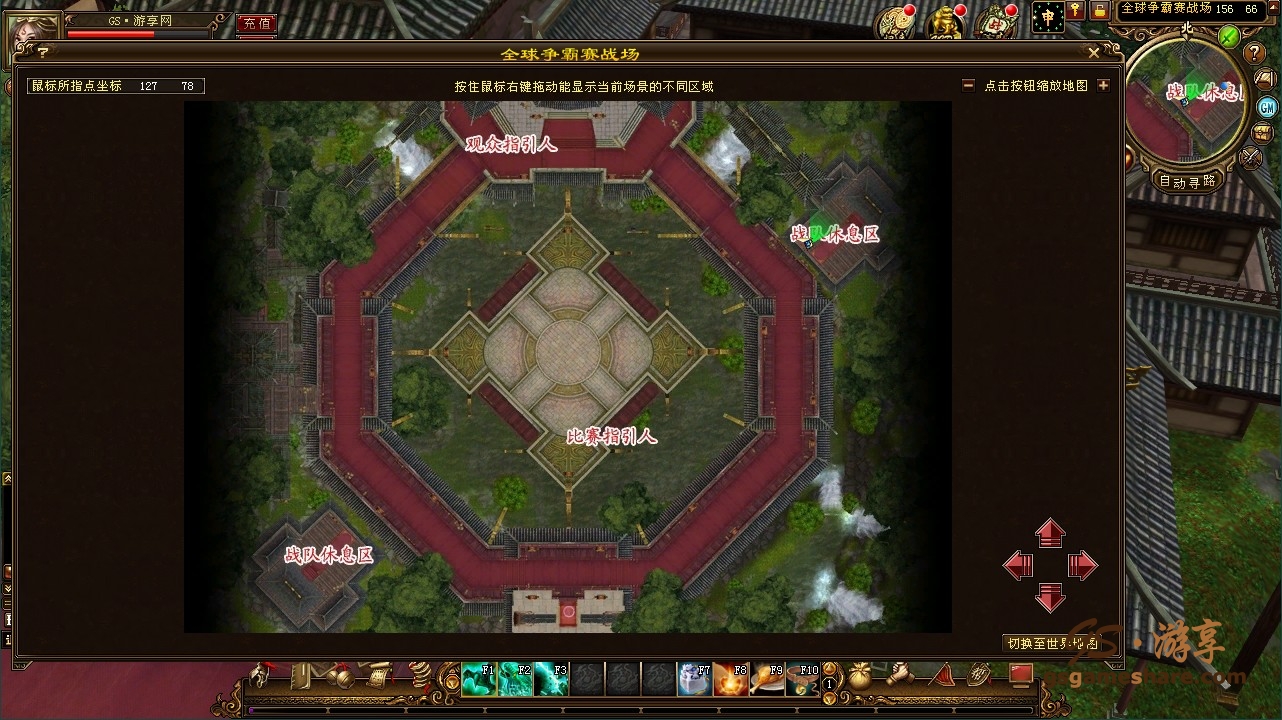 GS·游享网
充值
申
全球争霸赛战场 156 66
?
全球争霸赛战场
?
鼠标所指点坐标 127 78
按住鼠标右键拖动能显示当前场景的不同区域
点击按钮缩放地图
战队休息
GM
自动寻路
观众指引人
战队休息区
比赛指引人
战队休息区
切换至世界地图
GS·游享
gsgameshare.com
F1 F2 F3 F7 F8 F9 F10
1